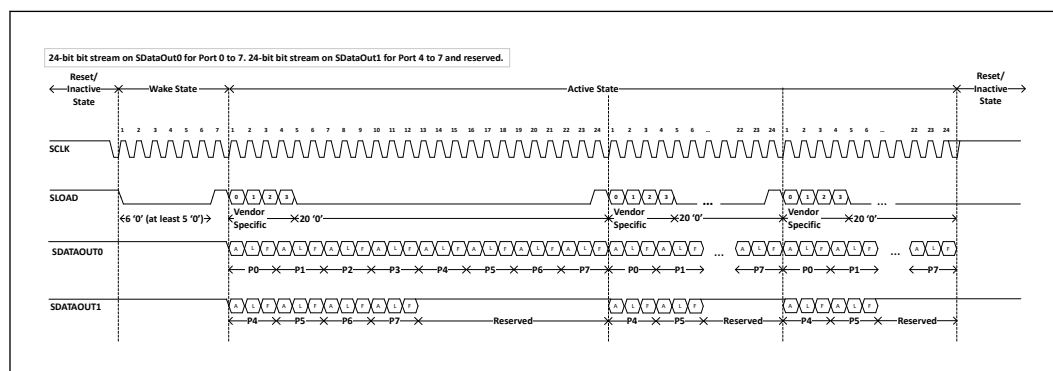 24-bit bit stream on SDataOut0 for Port 0 to 7. 24-bit bit stream on SDataOut1 for Port 4 to 7 and reserved.
Reset/ Inactive State
Wake State
Active State
Reset/ Inactive State
1 2 3 4 5 6 7 1 2 3 4 5 6 7 8 9 10 11 12 13 14 15 16 17 18 19 20 21 22 23 24 1 2 3 4 5 6 ... 22 23 24 1 2 3 4 5 6 ... 22 23 24
SCLK
SLOAD
0 1 2 3 0 1 2 3 ... 0 1 2 3 ...
6 '0' (at least 5 '0')
Vendor Specific
20 '0'
Vendor Specific
20 '0'
Vendor Specific
20 '0'
SDATAOUT0
A L F A L F A L F A L F A L F A L F A L F A L F A L F A L F ... A L F A L F A L F ... A L F
P0 P1 P2 P3 P4 P5 P6 P7 P0 P1 P7 P0 P1 P7
SDATAOUT1
A L F A L F A L F A L F A L F A L F A L F A L F
P4 P5 P6 P7 Reserved P4 P5 Reserved P4 P5 Reserved